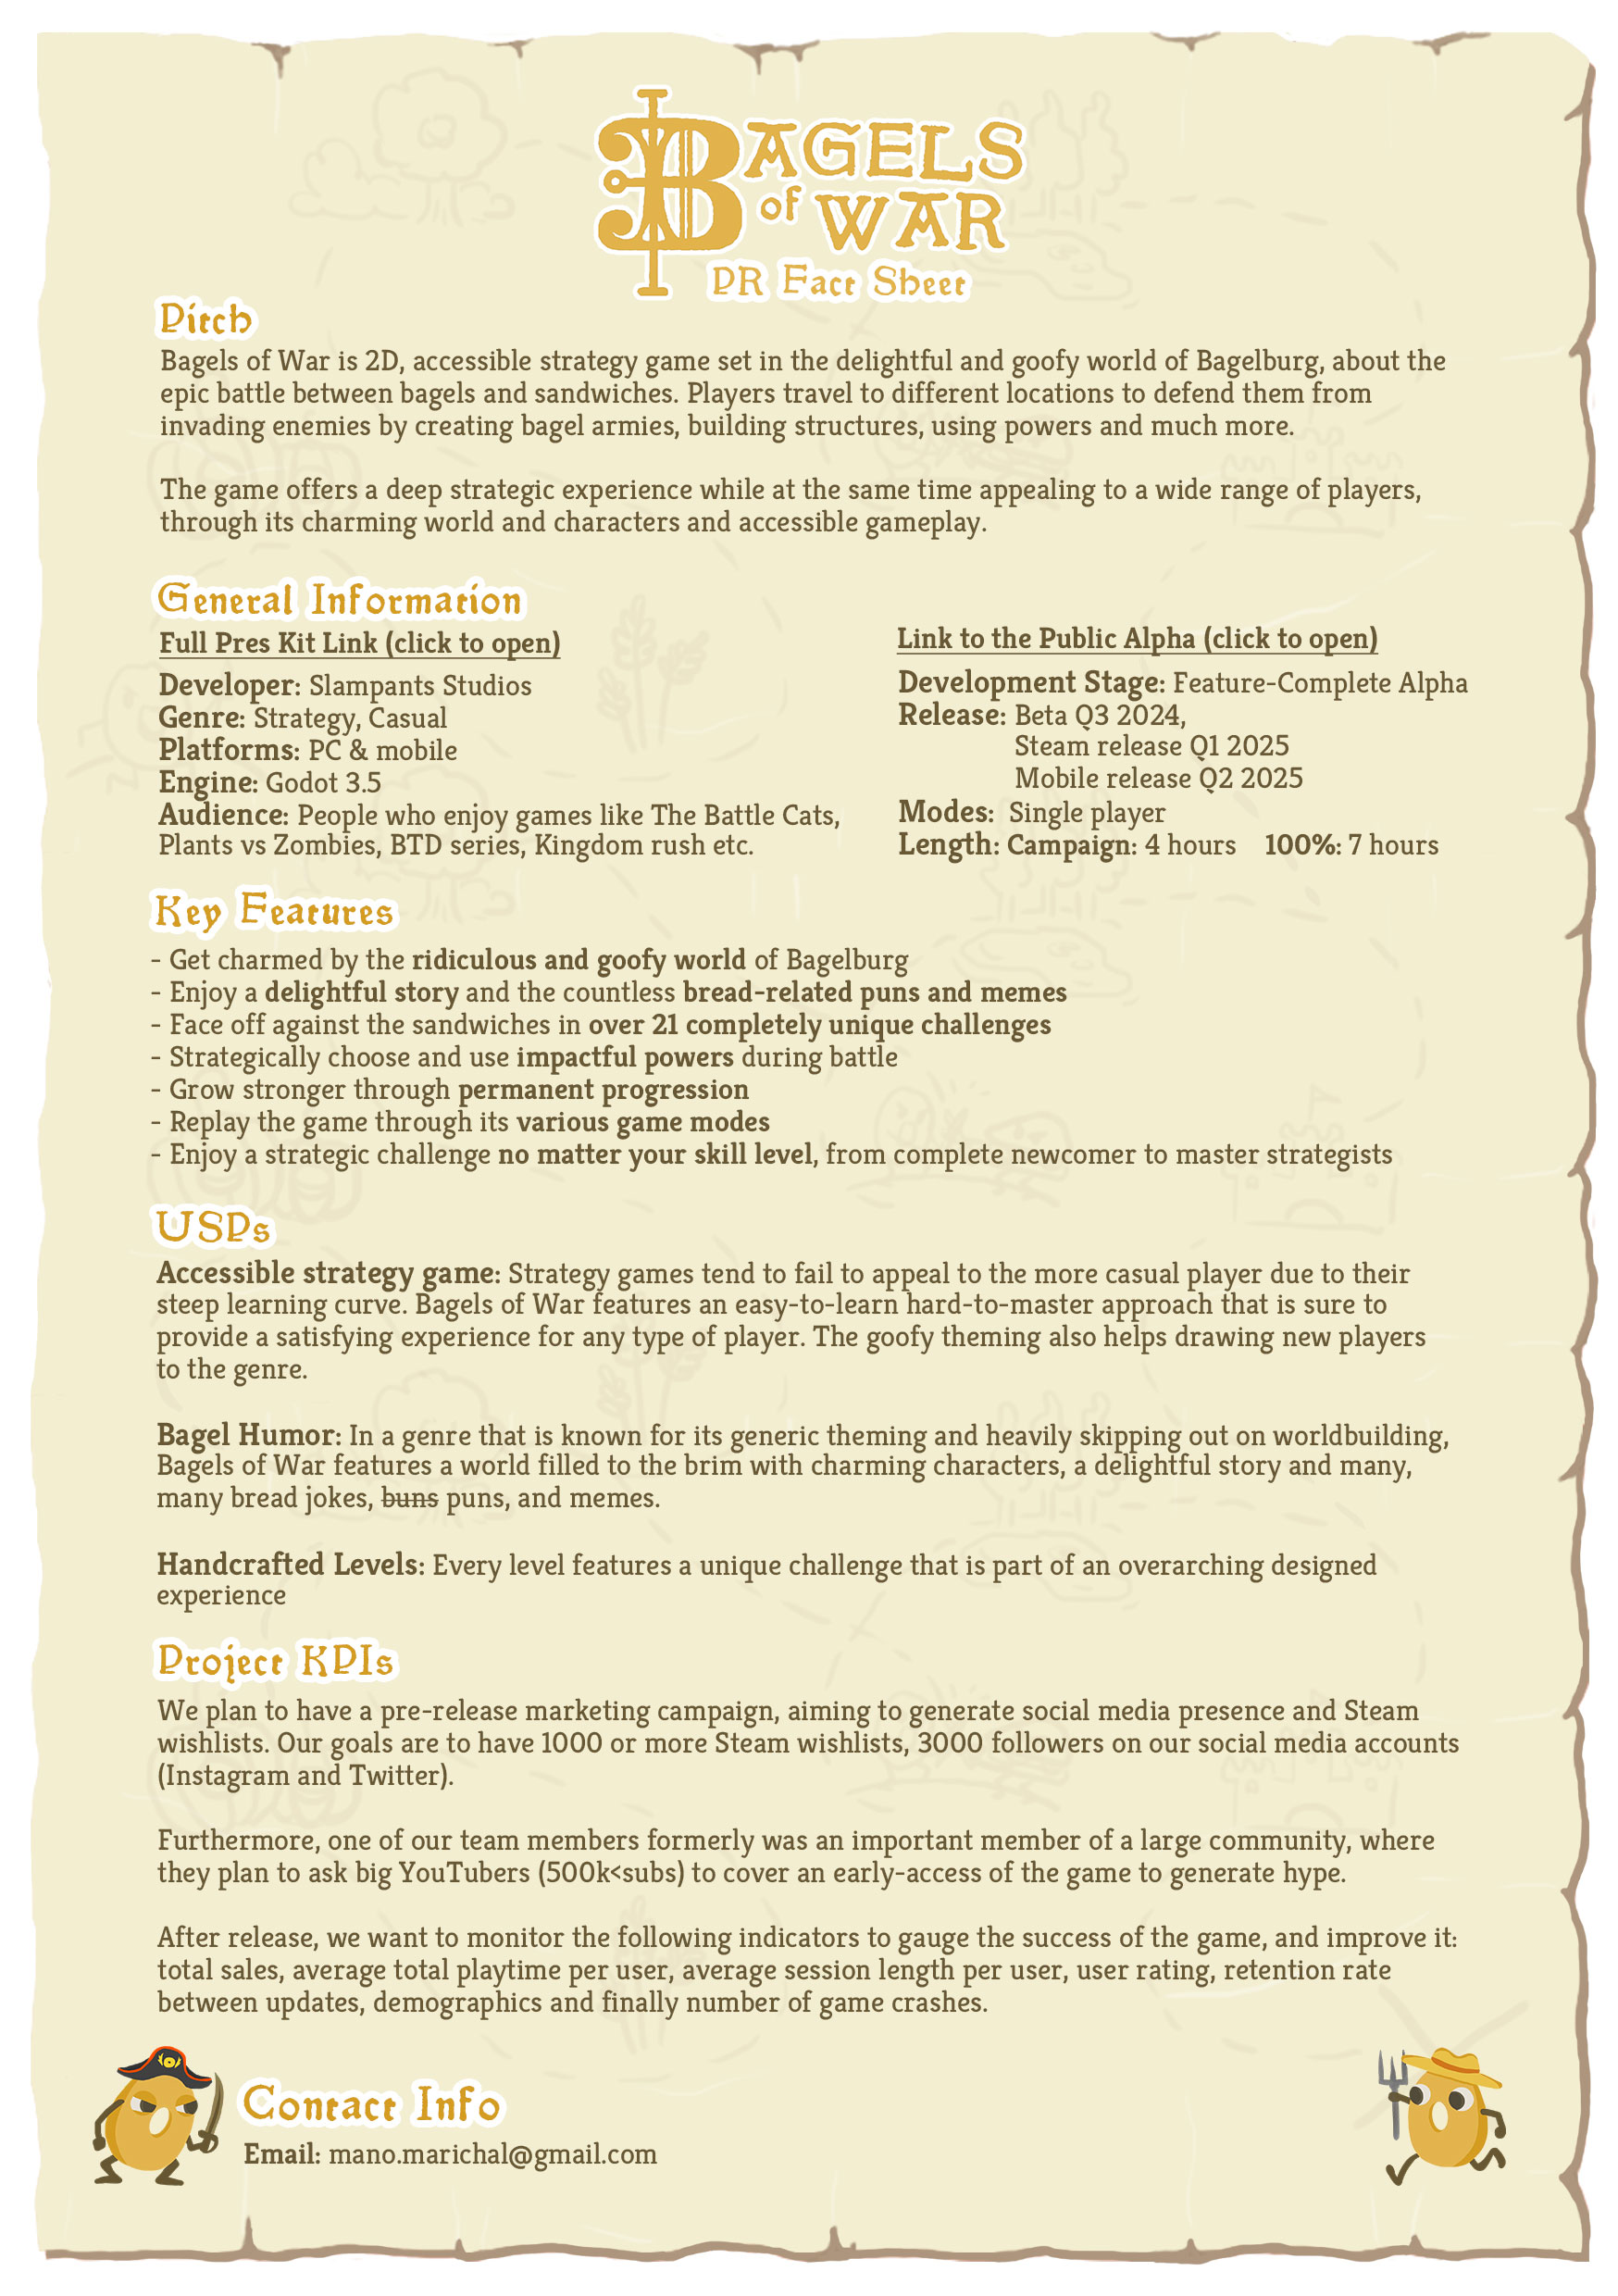 BAGELS
of WAR
PR Fact Sheet
Pitch
Bagels of War is 2D, accessible strategy game set in the delightful and goofy world of Bagelburg, about the
epic battle between bagels and sandwiches. Players travel to different locations to defend them from
invading enemies by creating bagel armies, building structures, using powers and much more.
The game offers a deep strategic experience while at the same time appealing to a wide range of players,
through its charming world and characters and accessible gameplay.
General Information
Full Pres Kit Link (click to open)
Developer: Slampants Studios
Genre: Strategy, Casual
Platforms: PC & mobile
Engine: Godot 3.5
Audience: People who enjoy games like The Battle Cats,
Plants vs Zombies, BTD series, Kingdom rush etc.
Link to the Public Alpha (click to open)
Development Stage: Feature-Complete Alpha
Release: Beta Q3 2024,
Steam release Q1 2025
Mobile release Q2 2025
Modes: Single player
Length: Campaign: 4 hours 100%: 7 hours
Key Features
- Get charmed by the ridiculous and goofy world of Bagelburg
- Enjoy a delightful story and the countless bread-related puns and memes
- Face off against the sandwiches in over 21 completely unique challenges
- Strategically choose and use impactful powers during battle
- Grow stronger through permanent progression
- Replay the game through its various game modes
- Enjoy a strategic challenge no matter your skill level, from complete newcomer to master strategists
USPs
Accessible strategy game: Strategy games tend to fail to appeal to the more casual player due to their
steep learning curve. Bagels of War features an easy-to-learn hard-to-master approach that is sure to
provide a satisfying experience for any type of player. The goofy theming also helps drawing new players
to the genre.
Bagel Humor: In a genre that is known for its generic theming and heavily skipping out on worldbuilding,
Bagels of War features a world filled to the brim with charming characters, a delightful story and many,
many bread jokes, buns puns, and memes.
Handcrafted Levels: Every level features a unique challenge that is part of an overarching designed
experience
Project KPIs
We plan to have a pre-release marketing campaign, aiming to generate social media presence and Steam
wishlists. Our goals are to have 1000 or more Steam wishlists, 3000 followers on our social media accounts
(Instagram and Twitter).
Furthermore, one of our team members formerly was an important member of a large community, where
they plan to ask big YouTubers (500k<subs) to cover an early-access of the game to generate hype.
After release, we want to monitor the following indicators to gauge the success of the game, and improve it:
total sales, average total playtime per user, average session length per user, user rating, retention rate
between updates, demographics and finally number of game crashes.
Contact Info
Email: mano.marichal@gmail.com